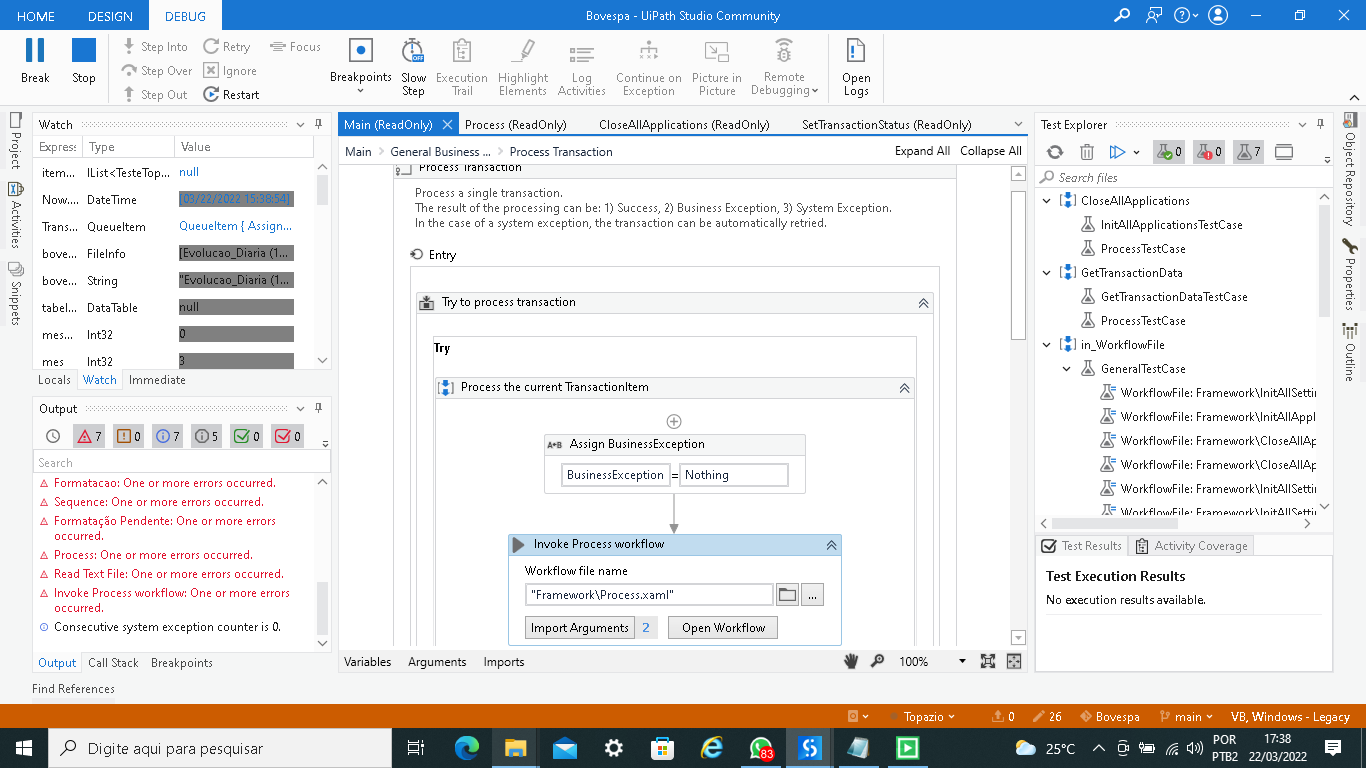 HOME DESIGN DEBUG
Bovespa - UiPath Studio Community
Break
Stop
Step Into
Step Over
Step Out
Retry
Ignore
Restart
Focus
Breakpoints
Slow
Step
OFF
Execution
Trail
Highlight
Elements
Log
Activities
Continue on
Exception
Picture in
Picture
Remote
Debugging
Open
Logs
Project
Activities
Snippets
Watch
Expres Type Value
item... IList<TesteTop... null
Now.... DateTime [03/22/2022 15:38:54]
Trans... QueueItem QueueItem { Assign...
bove... FileInfo [Evolucao_Diaria (1...
bove... String "Evolucao_Diaria (1...
tabel... DataTable null
mes... Int32 0
mes Int32 3
Locals Watch Immediate
Output
7 0 7 5 0 0
Search
Formatacao: One or more errors occurred.
Sequence: One or more errors occurred.
Formatação Pendente: One or more errors
occurred.
Process: One or more errors occurred.
Read Text File: One or more errors occurred.
Invoke Process workflow: One or more errors
occurred.
Consecutive system exception counter is 0.
Output Call Stack Breakpoints
Find References
Main (ReadOnly) Process (ReadOnly) CloseAllApplications (ReadOnly) SetTransactionStatus (ReadOnly)
Main > General Business ... > Process Transaction
Expand All Collapse All
Process Transaction
Process a single transaction.
The result of the processing can be: 1) Success, 2) Business Exception, 3) System Exception.
In the case of a system exception, the transaction can be automatically retried.
Entry
Try to process transaction
Try
Process the current TransactionItem
A+B Assign BusinessException
BusinessException = Nothing
Invoke Process workflow
Workflow file name
"Framework\Process.xaml"
...
Import Arguments 2 Open Workflow
Variables Arguments Imports
100%
Test Explorer
0 0 7
Search files
CloseAllApplications
InitAllApplicationsTestCase
ProcessTestCase
GetTransactionData
GetTransactionDataTestCase
ProcessTestCase
in_WorkflowFile
GeneralTestCase
WorkflowFile: Framework\InitAllSetti
WorkflowFile: Framework\InitAllAppl
WorkflowFile: Framework\CloseAllAp
WorkflowFile: Framework\CloseAllAp
WorkflowFile: Framework\InitAllSetti
WorkflowFile: Framework\InitAllSetti
Test Results Activity Coverage
Test Execution Results
No execution results available.
Object Repository
Properties
Outline
Topazio 0 26 Bovespa main VB, Windows - Legacy
Digite aqui para pesquisar
83
25°C
POR
PTB2
17:38
22/03/2022